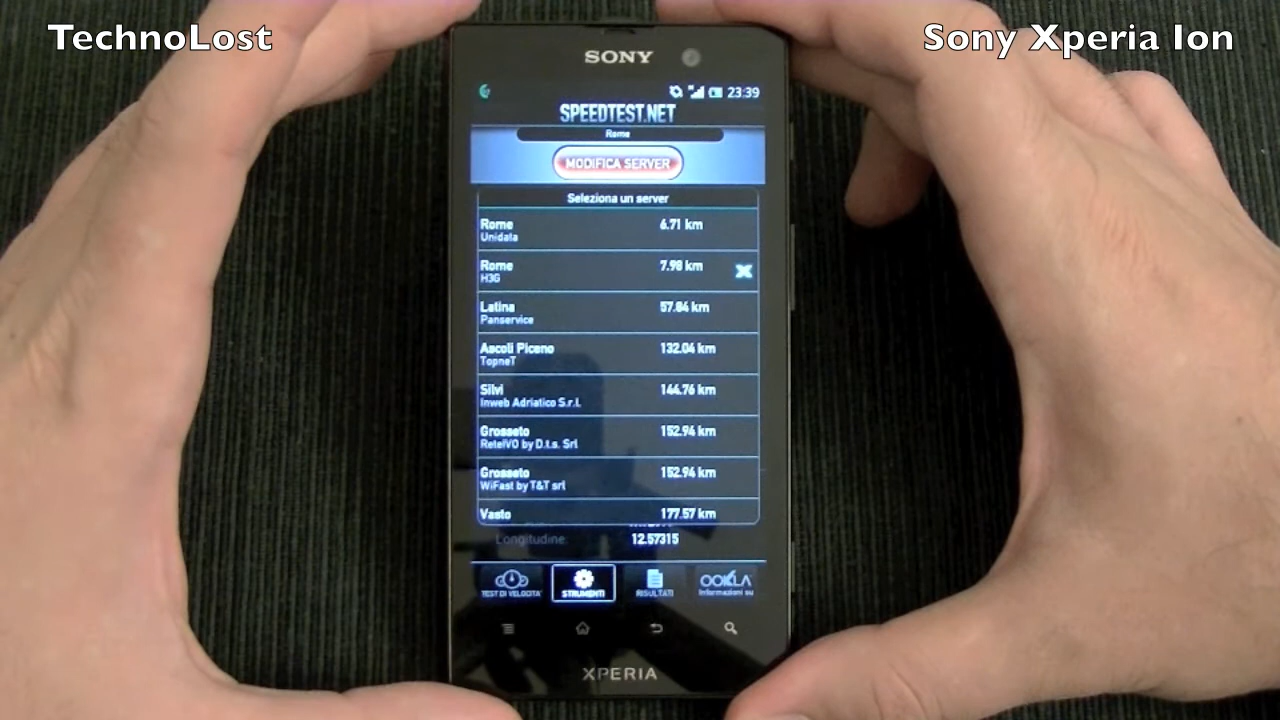 TechnoLost
Sony Xperia Ion
SONY
23:39
SPEEDTEST.NET
Rome
MODIFICA SERVER
Seleziona un server
Rome 6.71 km
Unidata
Rome 7.98 km
H3G
Latina 57.84 km
Panservice
Ascoli Piceno 132.04 km
TopneT
Silvi 144.76 km
Inweb Adriatico S.r.l.
Grosseto 152.94 km
ReteIVO by D.t.s. Srl
Grosseto 152.94 km
WiFast by T&T srl
Vasto 177.57 km
Longitudine: 12.57315
TEST DI VELOCITA' STRUMENTI RISULTATI OOKLA
Informazioni su
XPERIA